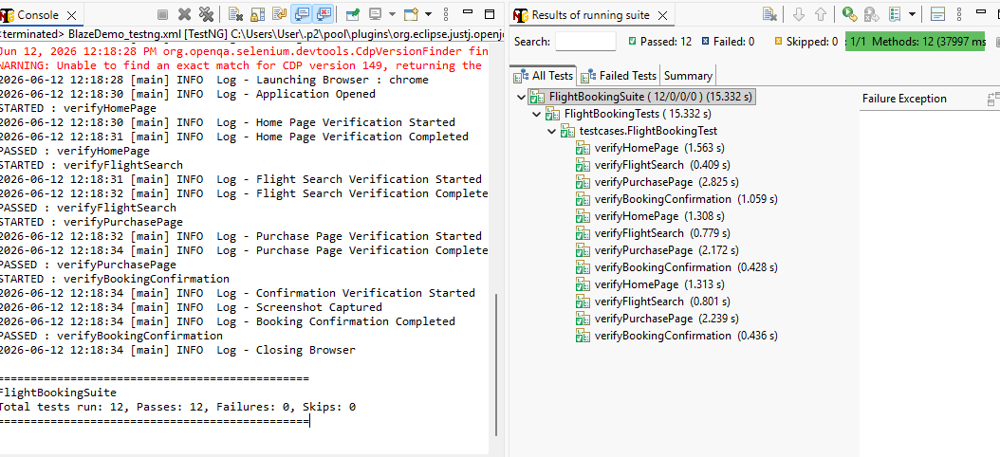 Console
<terminated> BlazeDemo_testng.xml [TestNG] C:\Users\User\.p2\pool\plugins\org.eclipse.justj.openjd
Jun 12, 2026 12:18:28 PM org.openqa.selenium.devtools.CdpVersionFinder fin
WARNING: Unable to find an exact match for CDP version 149, returning the
2026-06-12 12:18:28 [main] INFO  Log - Launching Browser : chrome
2026-06-12 12:18:30 [main] INFO  Log - Application Opened
STARTED : verifyHomePage
2026-06-12 12:18:30 [main] INFO  Log - Home Page Verification Started
2026-06-12 12:18:31 [main] INFO  Log - Home Page Verification Completed
PASSED : verifyHomePage
STARTED : verifyFlightSearch
2026-06-12 12:18:31 [main] INFO  Log - Flight Search Verification Started
2026-06-12 12:18:32 [main] INFO  Log - Flight Search Verification Complete
PASSED : verifyFlightSearch
STARTED : verifyPurchasePage
2026-06-12 12:18:32 [main] INFO  Log - Purchase Page Verification Started
2026-06-12 12:18:34 [main] INFO  Log - Purchase Page Verification Complete
PASSED : verifyPurchasePage
STARTED : verifyBookingConfirmation
2026-06-12 12:18:34 [main] INFO  Log - Confirmation Verification Started
2026-06-12 12:18:34 [main] INFO  Log - Screenshot Captured
2026-06-12 12:18:34 [main] INFO  Log - Booking Confirmation Completed
PASSED : verifyBookingConfirmation
2026-06-12 12:18:34 [main] INFO  Log - Closing Browser
===============================================
FlightBookingSuite
Total tests run: 12, Passes: 12, Failures: 0, Skips: 0
===============================================
Results of running suite
Search: Passed: 12 Failed: 0 Skipped: 0 : 1/1 Methods: 12 (37997 ms
All Tests Failed Tests Summary
FlightBookingSuite ( 12/0/0/0 ) (15.332 s)
FlightBookingTests ( 15.332 s)
testcases.FlightBookingTest
verifyHomePage (1.563 s)
verifyFlightSearch (0.409 s)
verifyPurchasePage (2.825 s)
verifyBookingConfirmation (1.059 s)
verifyHomePage (1.308 s)
verifyFlightSearch (0.779 s)
verifyPurchasePage (2.172 s)
verifyBookingConfirmation (0.428 s)
verifyHomePage (1.313 s)
verifyFlightSearch (0.801 s)
verifyPurchasePage (2.239 s)
verifyBookingConfirmation (0.436 s)
Failure Exception